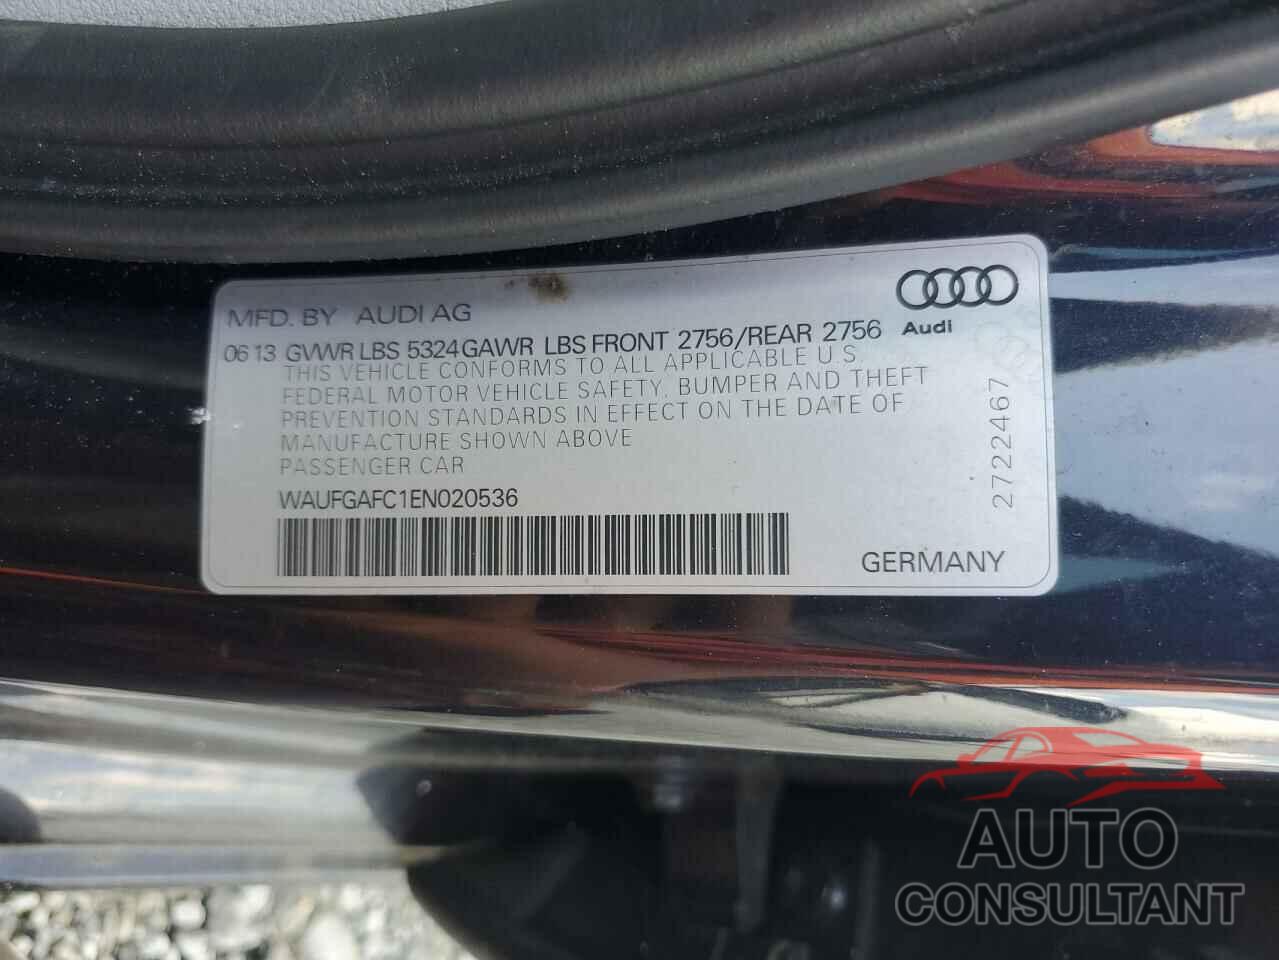 MFD. BY AUDI AG
Audi
06 13 GVWR LBS 5324 GAWR LBS FRONT 2756/REAR 2756
THIS VEHICLE CONFORMS TO ALL APPLICABLE U.S.
FEDERAL MOTOR VEHICLE SAFETY, BUMPER AND THEFT
PREVENTION STANDARDS IN EFFECT ON THE DATE OF
MANUFACTURE SHOWN ABOVE
PASSENGER CAR
WAUFGAFC1EN020536
2722467
GERMANY
AUTO
CONSULTANT